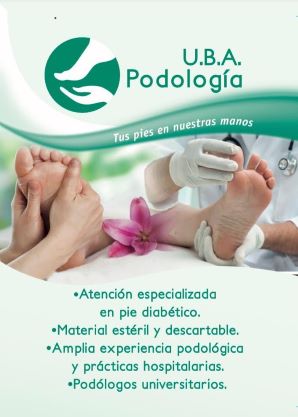 U.B.A.
Podología
Tus pies en nuestras manos
•Atención especializada
en pie diabético.
•Material estéril y descartable.
•Amplia experiencia podológica
y prácticas hospitalarias.
•Podólogos universitarios.